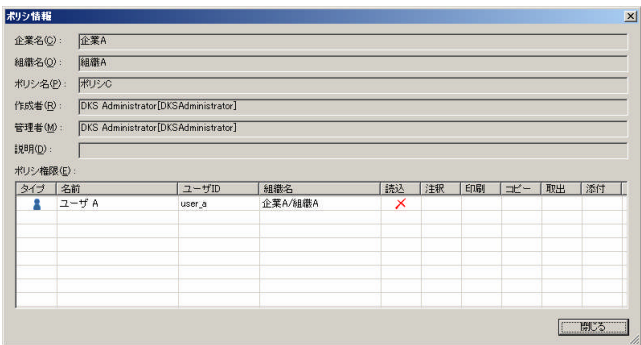 ポリシ情報
企業名(C): 企業A
組織名(O): 組織A
ポリシ名(P): ポリシC
作成者(R): DKS Administrator[DKSAdministrator]
管理者(M): DKS Administrator[DKSAdministrator]
説明(D):
ポリシ権限(E):
タイプ 名前 ユーザID 組織名 読込 注釈 印刷 コピー 取出 添付
ユーザ A user_a 企業A/組織A
閉じる